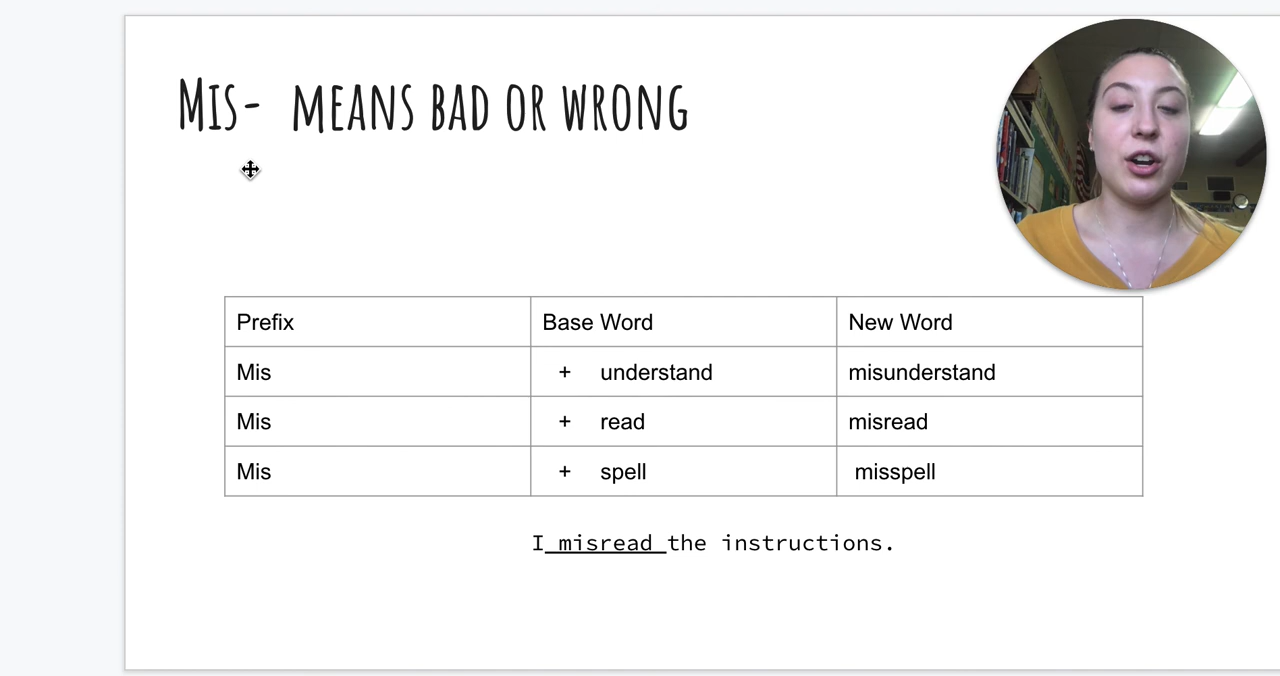 Mis- means bad or wrong
Prefix Base Word New Word
Mis + understand misunderstand
Mis + read misread
Mis + spell misspell
I misread the instructions.